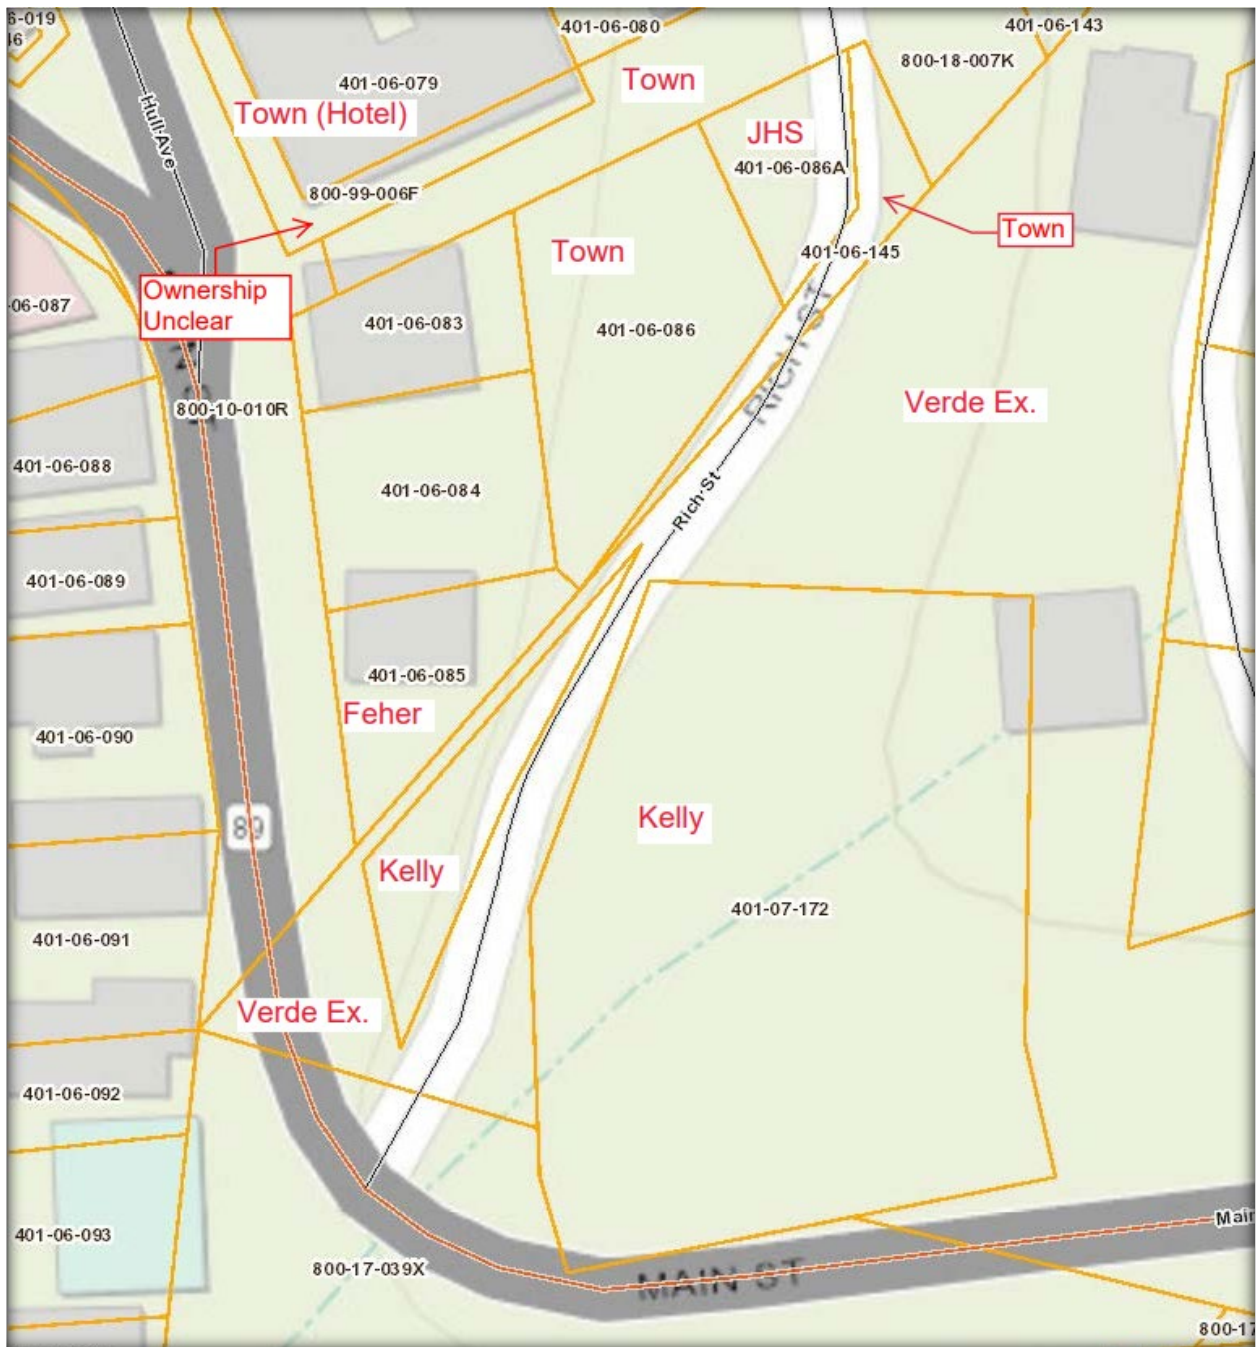 6-019
46
401-06-080
401-06-143
800-18-007K
401-06-079
Town
Town (Hotel)
Hull Ave
JHS
401-06-086A
800-99-006F
Town
Town
401-06-145
Ownership
Unclear
-06-087
401-06-083
401-06-086
RICH ST
Verde Ex.
800-10-010R
401-06-088
401-06-084
Rich St
401-06-089
401-06-085
Feher
401-06-090
89
Kelly
Kelly
401-07-172
401-06-091
Verde Ex.
401-06-092
Main
401-06-093
800-17-039X
MAIN ST
800-17